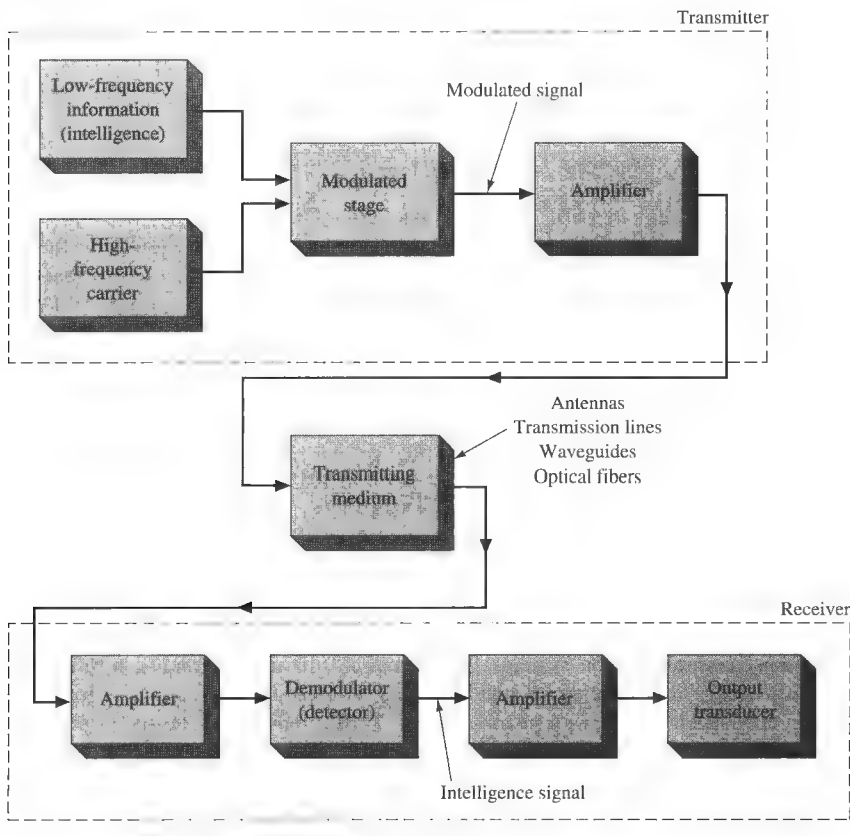 Transmitter
Low-frequency
information
(intelligence)
Modulated signal
Modulated
stage
Amplifier
High-
frequency
carrier
Antennas
Transmission lines
Waveguides
Optical fibers
Transmitting
medium
Receiver
Amplifier
Demodulator
(detector)
Amplifier
Output
transducer
Intelligence signal